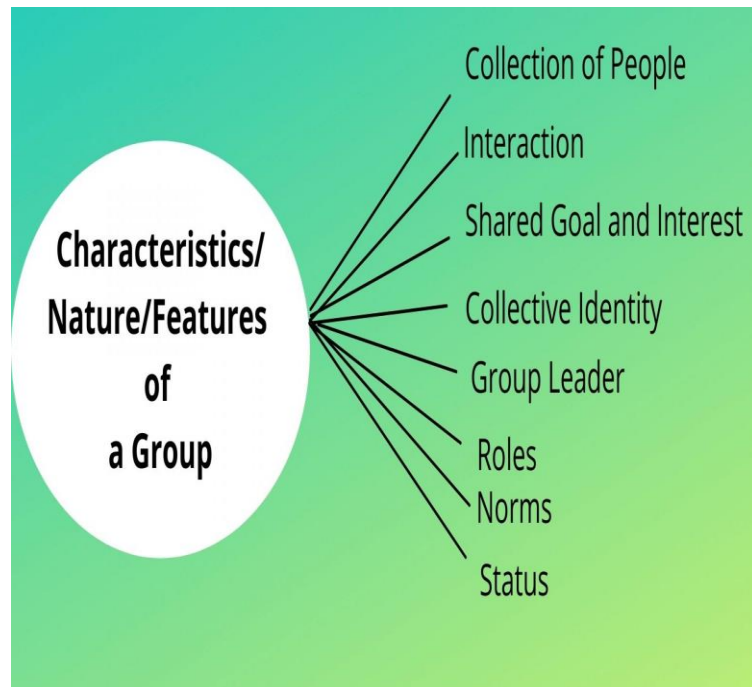 Characteristics/
Nature/Features
of
a Group
Collection of People
Interaction
Shared Goal and Interest
Collective Identity
Group Leader
Roles
Norms
Status